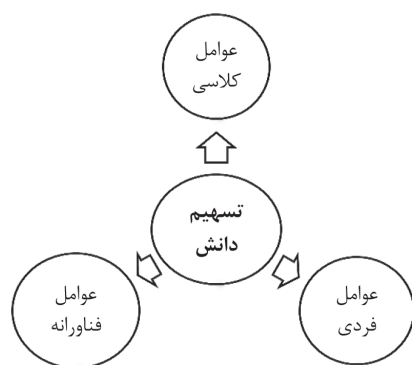 عوامل
کلاسی
تسهیم
دانش
عوامل
فردی
عوامل
فناورانه